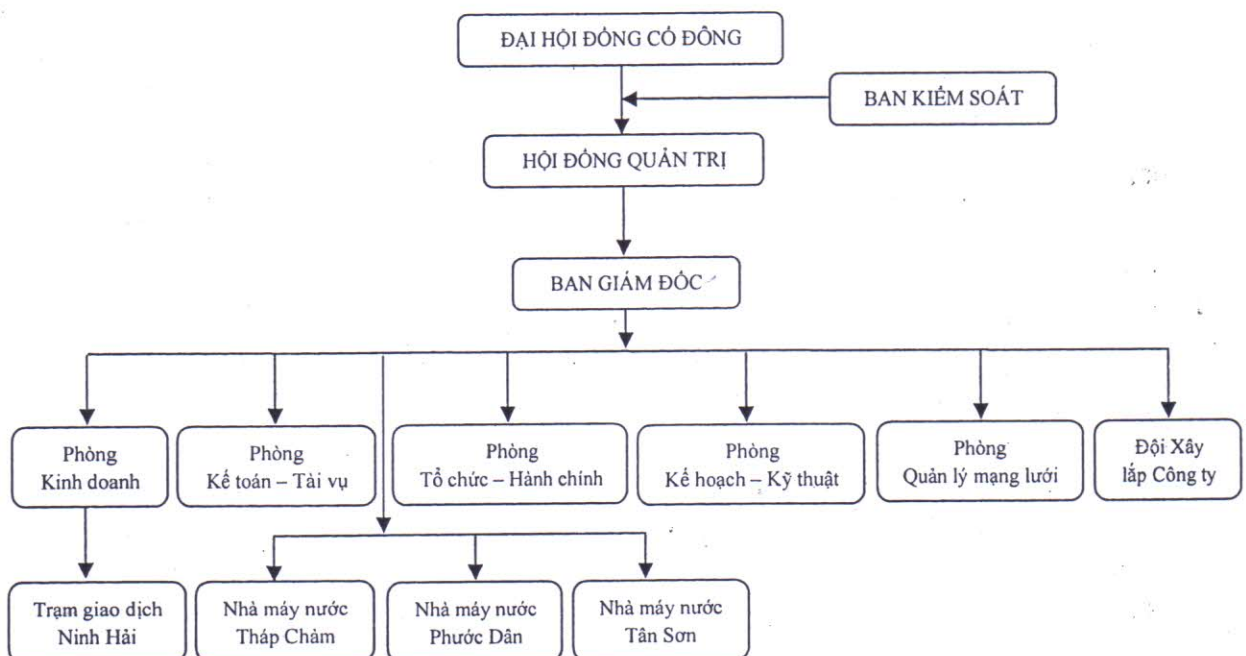 ĐẠI HỘI ĐỒNG CỔ ĐÔNG
BAN KIỂM SOÁT
HỘI ĐỒNG QUẢN TRỊ
BAN GIÁM ĐỐC
Phòng
Kinh doanh
Phòng
Kế toán – Tài vụ
Phòng
Tổ chức – Hành chính
Phòng
Kế hoạch – Kỹ thuật
Phòng
Quản lý mạng lưới
Đội Xây
lắp Công ty
Trạm giao dịch
Ninh Hải
Nhà máy nước
Tháp Chàm
Nhà máy nước
Phước Dân
Nhà máy nước
Tân Sơn